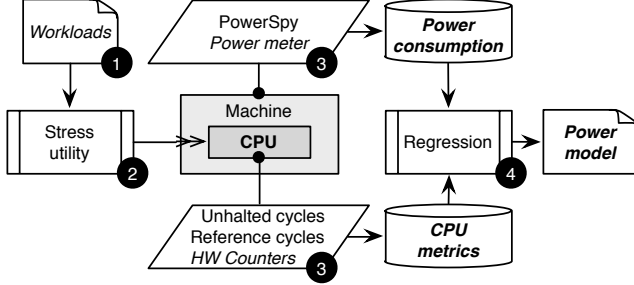 Workloads
1
PowerSpy
Power meter
3
Power
consumption
Stress
utility
2
Machine
CPU
Regression
4
Power
model
Unhalted cycles
Reference cycles
HW Counters
3
CPU
metrics